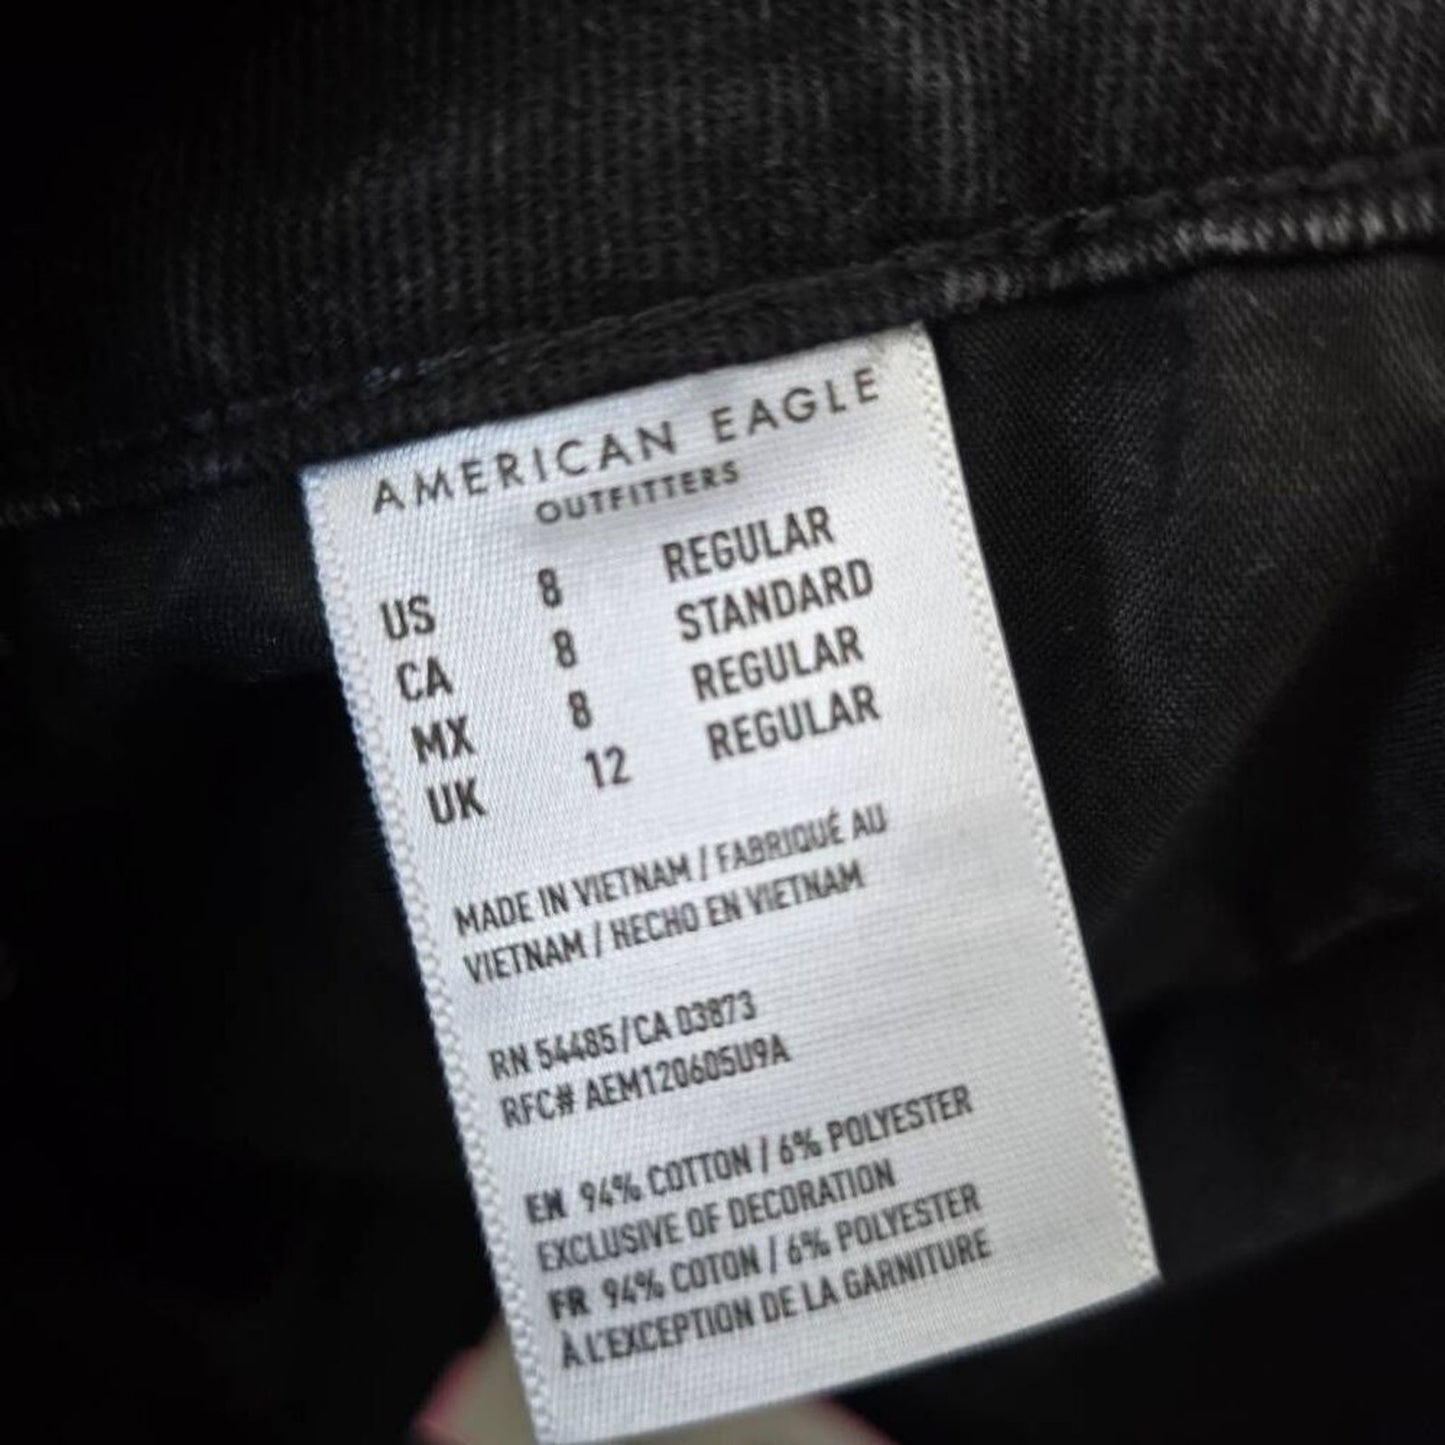 AMERICAN EAGLE
OUTFITTERS
US 8 REGULAR
CA 8 STANDARD
MX 8 REGULAR
UK 12 REGULAR
MADE IN VIETNAM / FABRIQUÉ AU
VIETNAM / HECHO EN VIETNAM
RN 54485/CA 03873
RFC# AEM120605U9A
EN 94% COTTON / 6% POLYESTER
EXCLUSIVE OF DECORATION
FR 94% COTON / 6% POLYESTER
À L'EXCEPTION DE LA GARNITURE